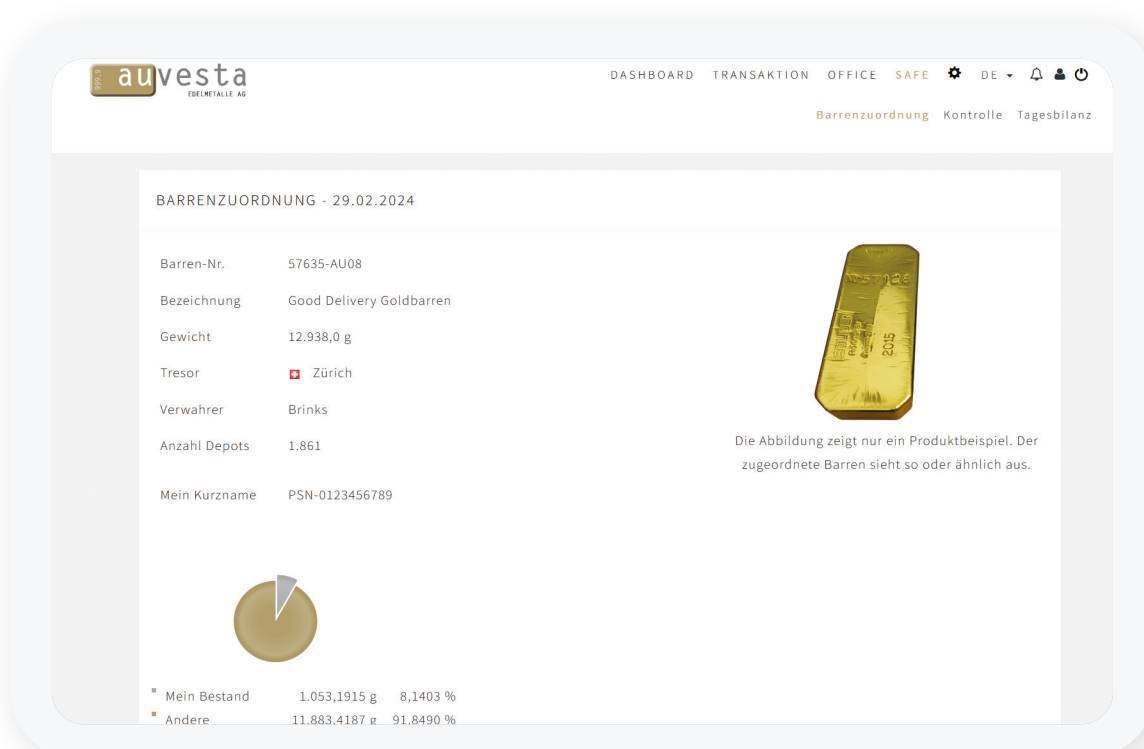 999.9
auvesta
EDELMETALLE AG
DASHBOARD TRANSAKTION OFFICE SAFE DE
Barrenzuordnung Kontrolle Tagesbilanz
BARRENZUORDNUNG - 29.02.2024
Barren-Nr. 57635-AU08
Bezeichnung Good Delivery Goldbarren
Gewicht 12.938,0 g
Tresor Zürich
Verwahrer Brinks
Anzahl Depots 1.861
Mein Kurzname PSN-0123456789
2015
Die Abbildung zeigt nur ein Produktbeispiel. Der
zugeordnete Barren sieht so oder ähnlich aus.
Mein Bestand 1.053,1915 g 8,1403 %
Andere 11.883,4187 g 91,8490 %